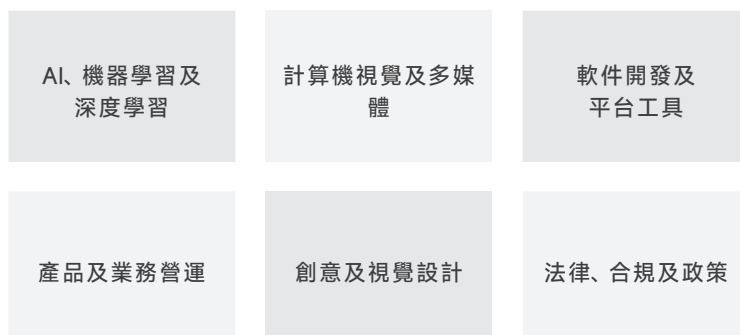 AI、機器學習及
深度學習
計算機視覺及多媒
體
軟件開發及
平台工具
產品及業務營運
創意及視覺設計
法律、合規及政策